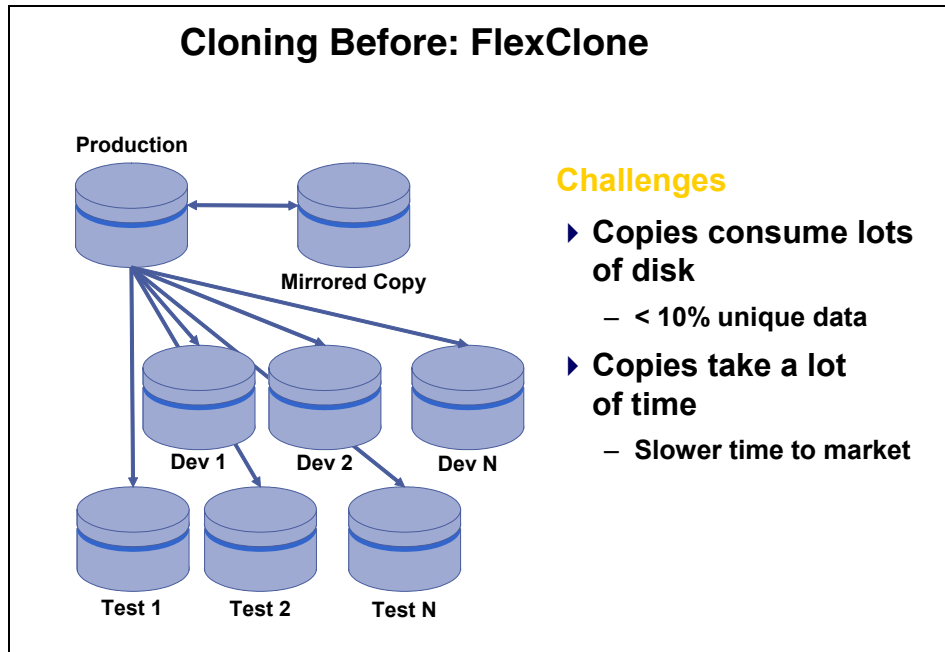 Cloning Before: FlexClone
Production
Mirrored Copy
Dev 1
Dev 2
Dev N
Test 1
Test 2
Test N
Challenges
Copies consume lots
of disk
– < 10% unique data
Copies take a lot
of time
– Slower time to market